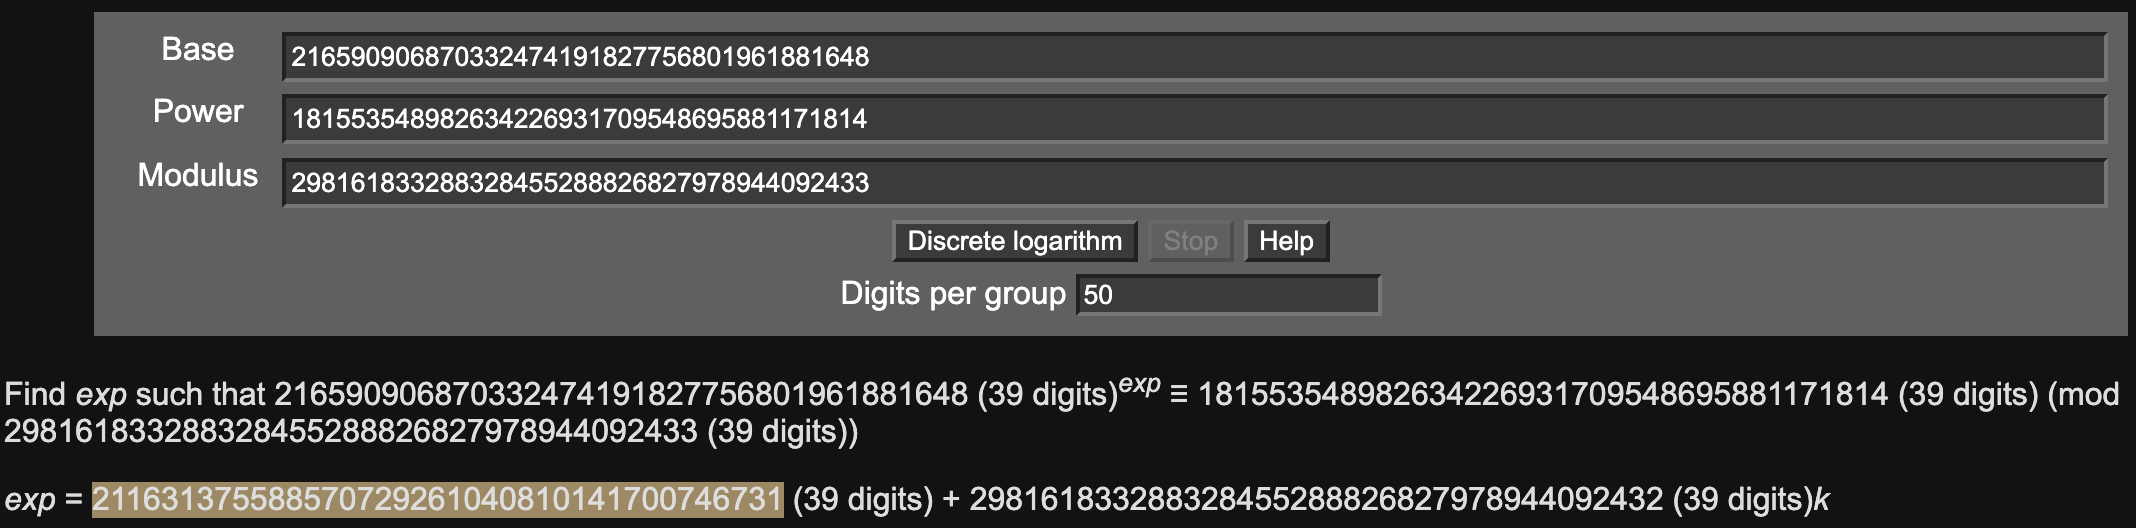 Base 216590906870332474191827756801961881648
Power 181553548982634226931709548695881171814
Modulus 298161833288328455288826827978944092433
Discrete logarithm Stop Help
Digits per group 50
Find exp such that 216590906870332474191827756801961881648 (39 digits)^exp ≡ 181553548982634226931709548695881171814 (39 digits) (mod
298161833288328455288826827978944092433 (39 digits))
exp = 211631375588570729261040810141700746731 (39 digits) + 298161833288328455288826827978944092432 (39 digits)k